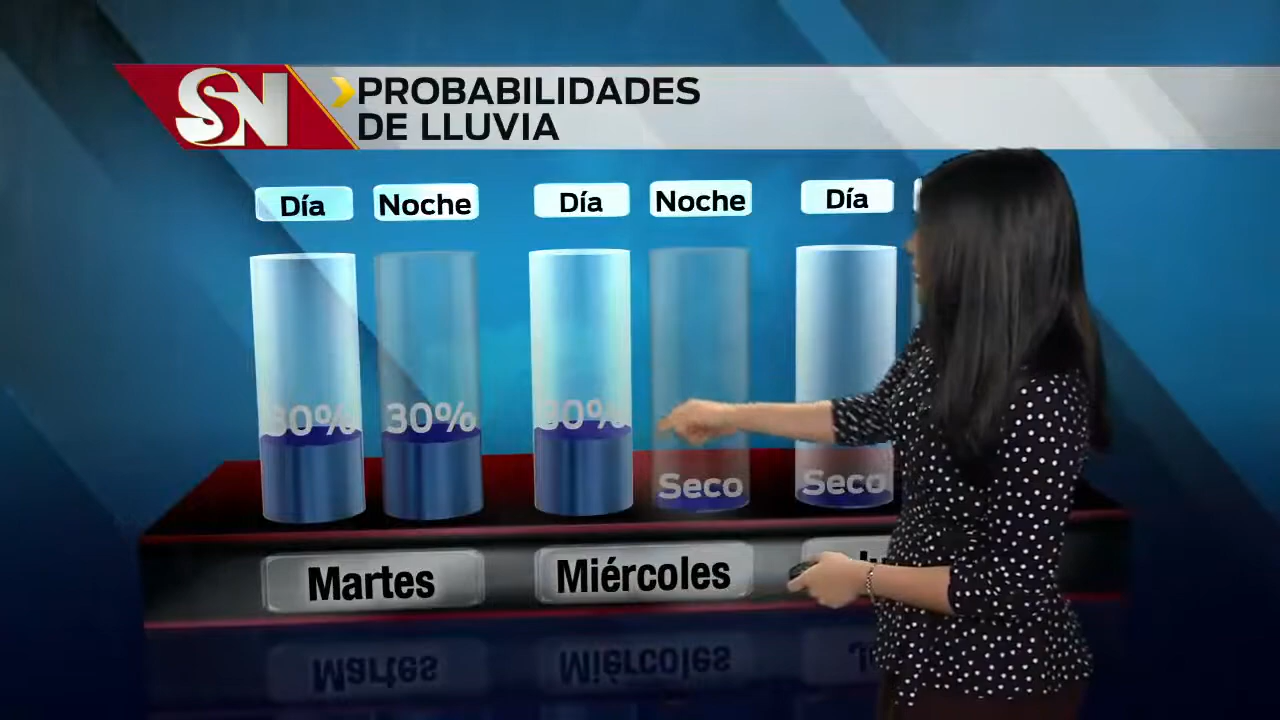 SN
PROBABILIDADES
DE LLUVIA
Día Noche Día Noche Día
30% 30% 30% Seco Seco
Martes Miércoles